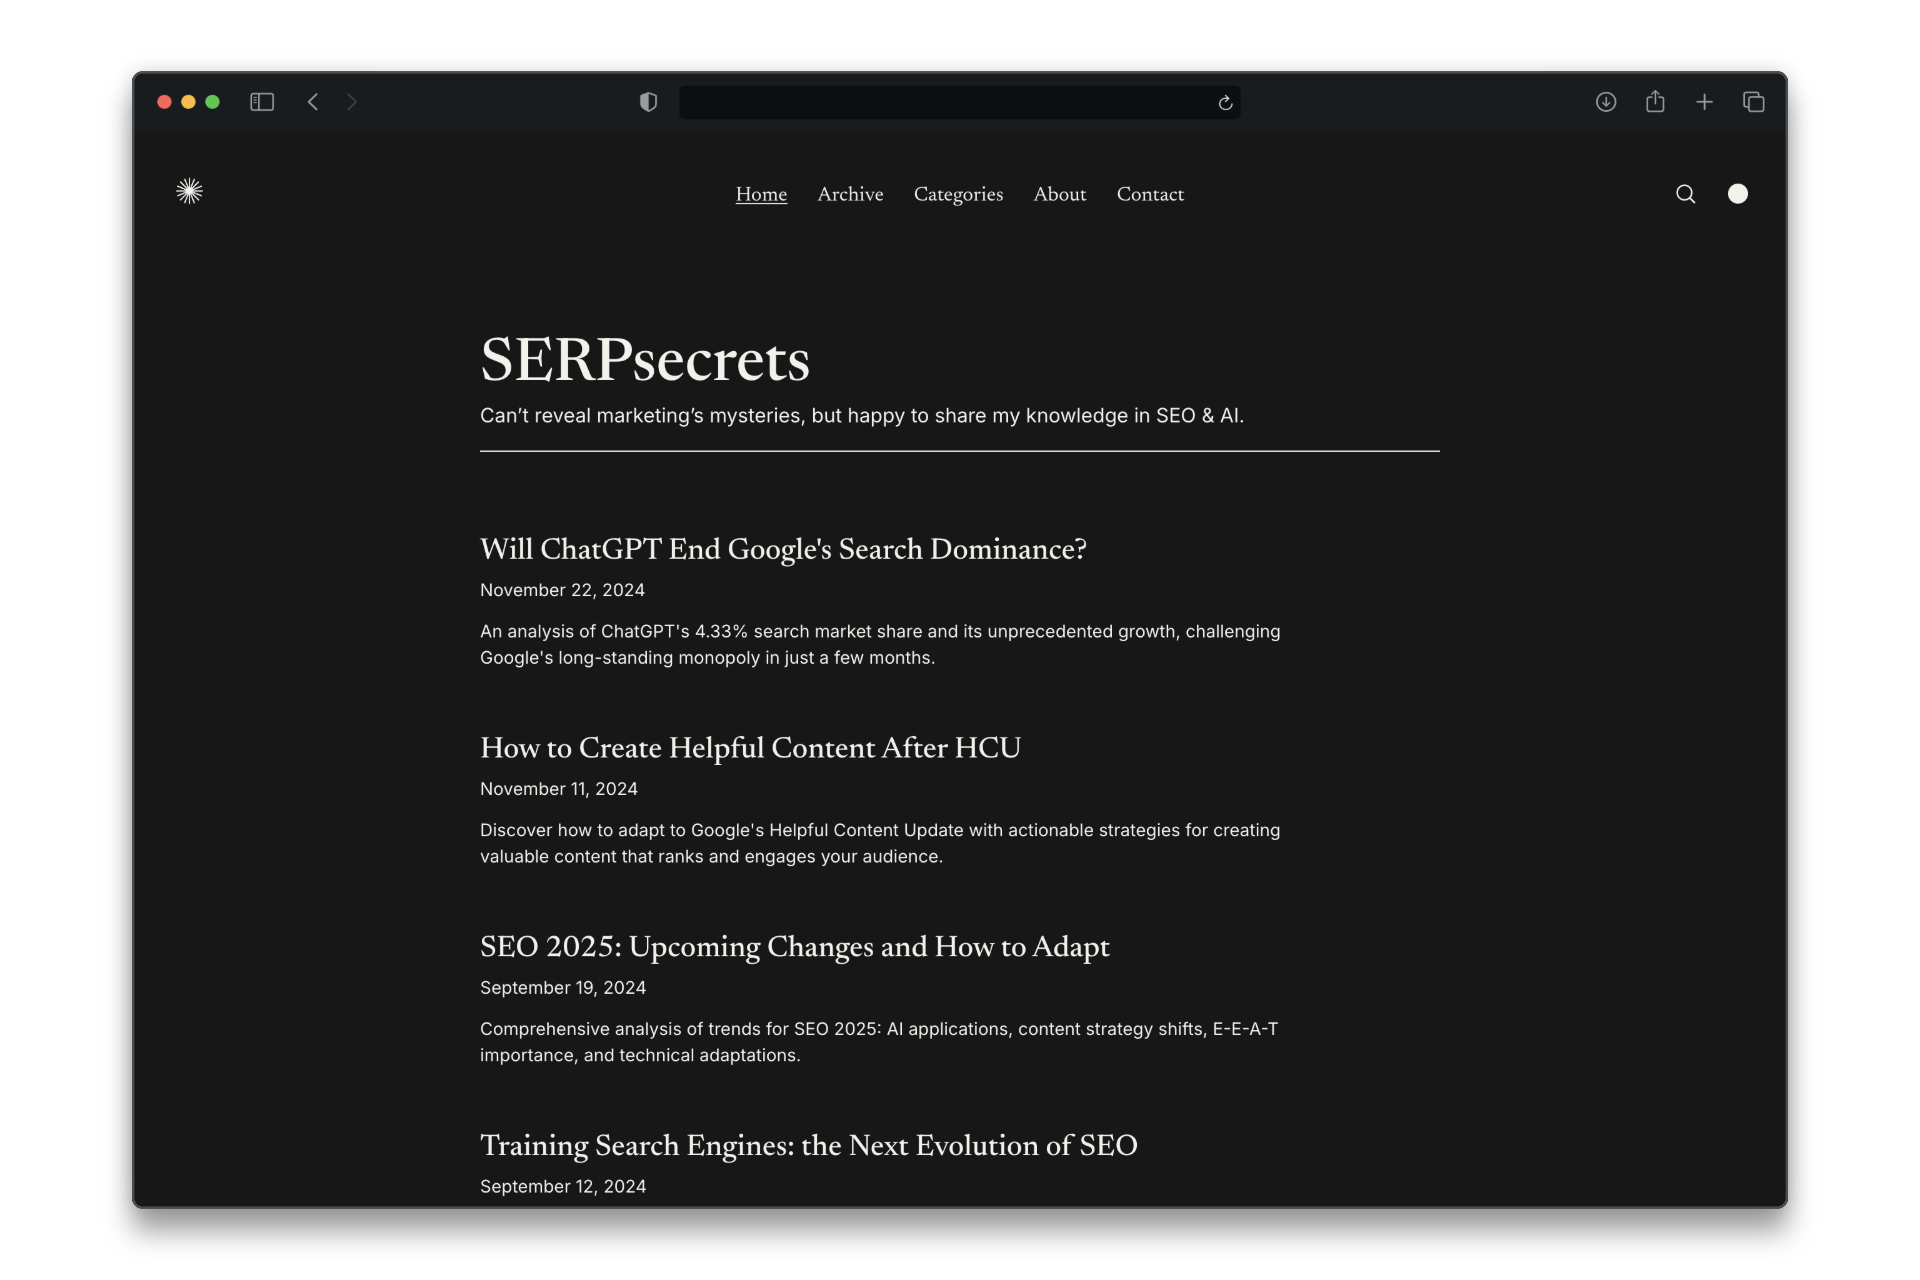 Home Archive Categories About Contact
SERPsecrets
Can’t reveal marketing’s mysteries, but happy to share my knowledge in SEO & AI.
Will ChatGPT End Google's Search Dominance?
November 22, 2024
An analysis of ChatGPT's 4.33% search market share and its unprecedented growth, challenging
Google's long-standing monopoly in just a few months.
How to Create Helpful Content After HCU
November 11, 2024
Discover how to adapt to Google's Helpful Content Update with actionable strategies for creating
valuable content that ranks and engages your audience.
SEO 2025: Upcoming Changes and How to Adapt
September 19, 2024
Comprehensive analysis of trends for SEO 2025: AI applications, content strategy shifts, E-E-A-T
importance, and technical adaptations.
Training Search Engines: the Next Evolution of SEO
September 12, 2024